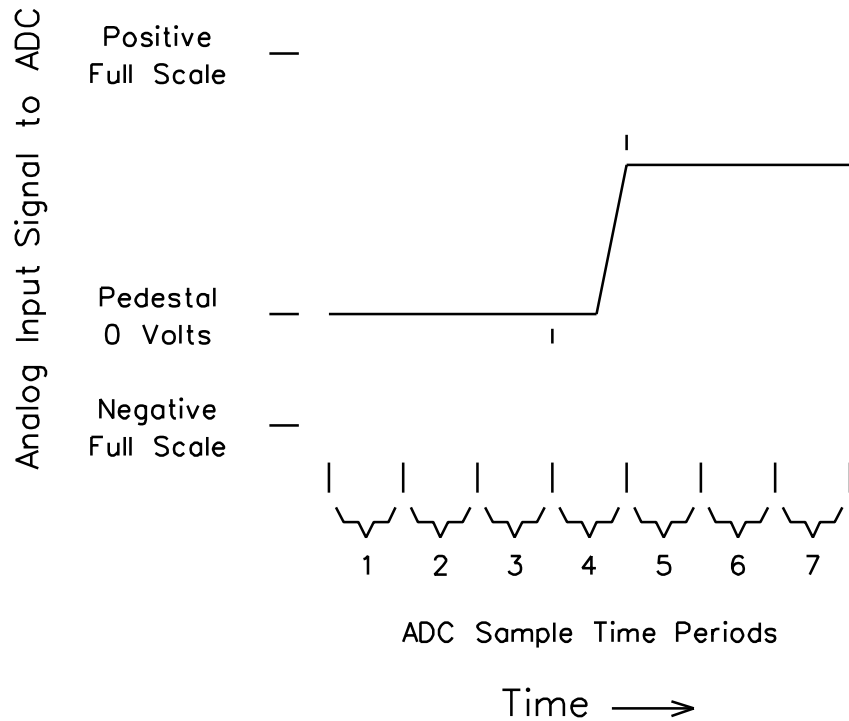 Analog Input Signal to ADC
Positive
Full Scale
Pedestal
0 Volts
Negative
Full Scale
1 2 3 4 5 6 7
ADC Sample Time Periods
Time